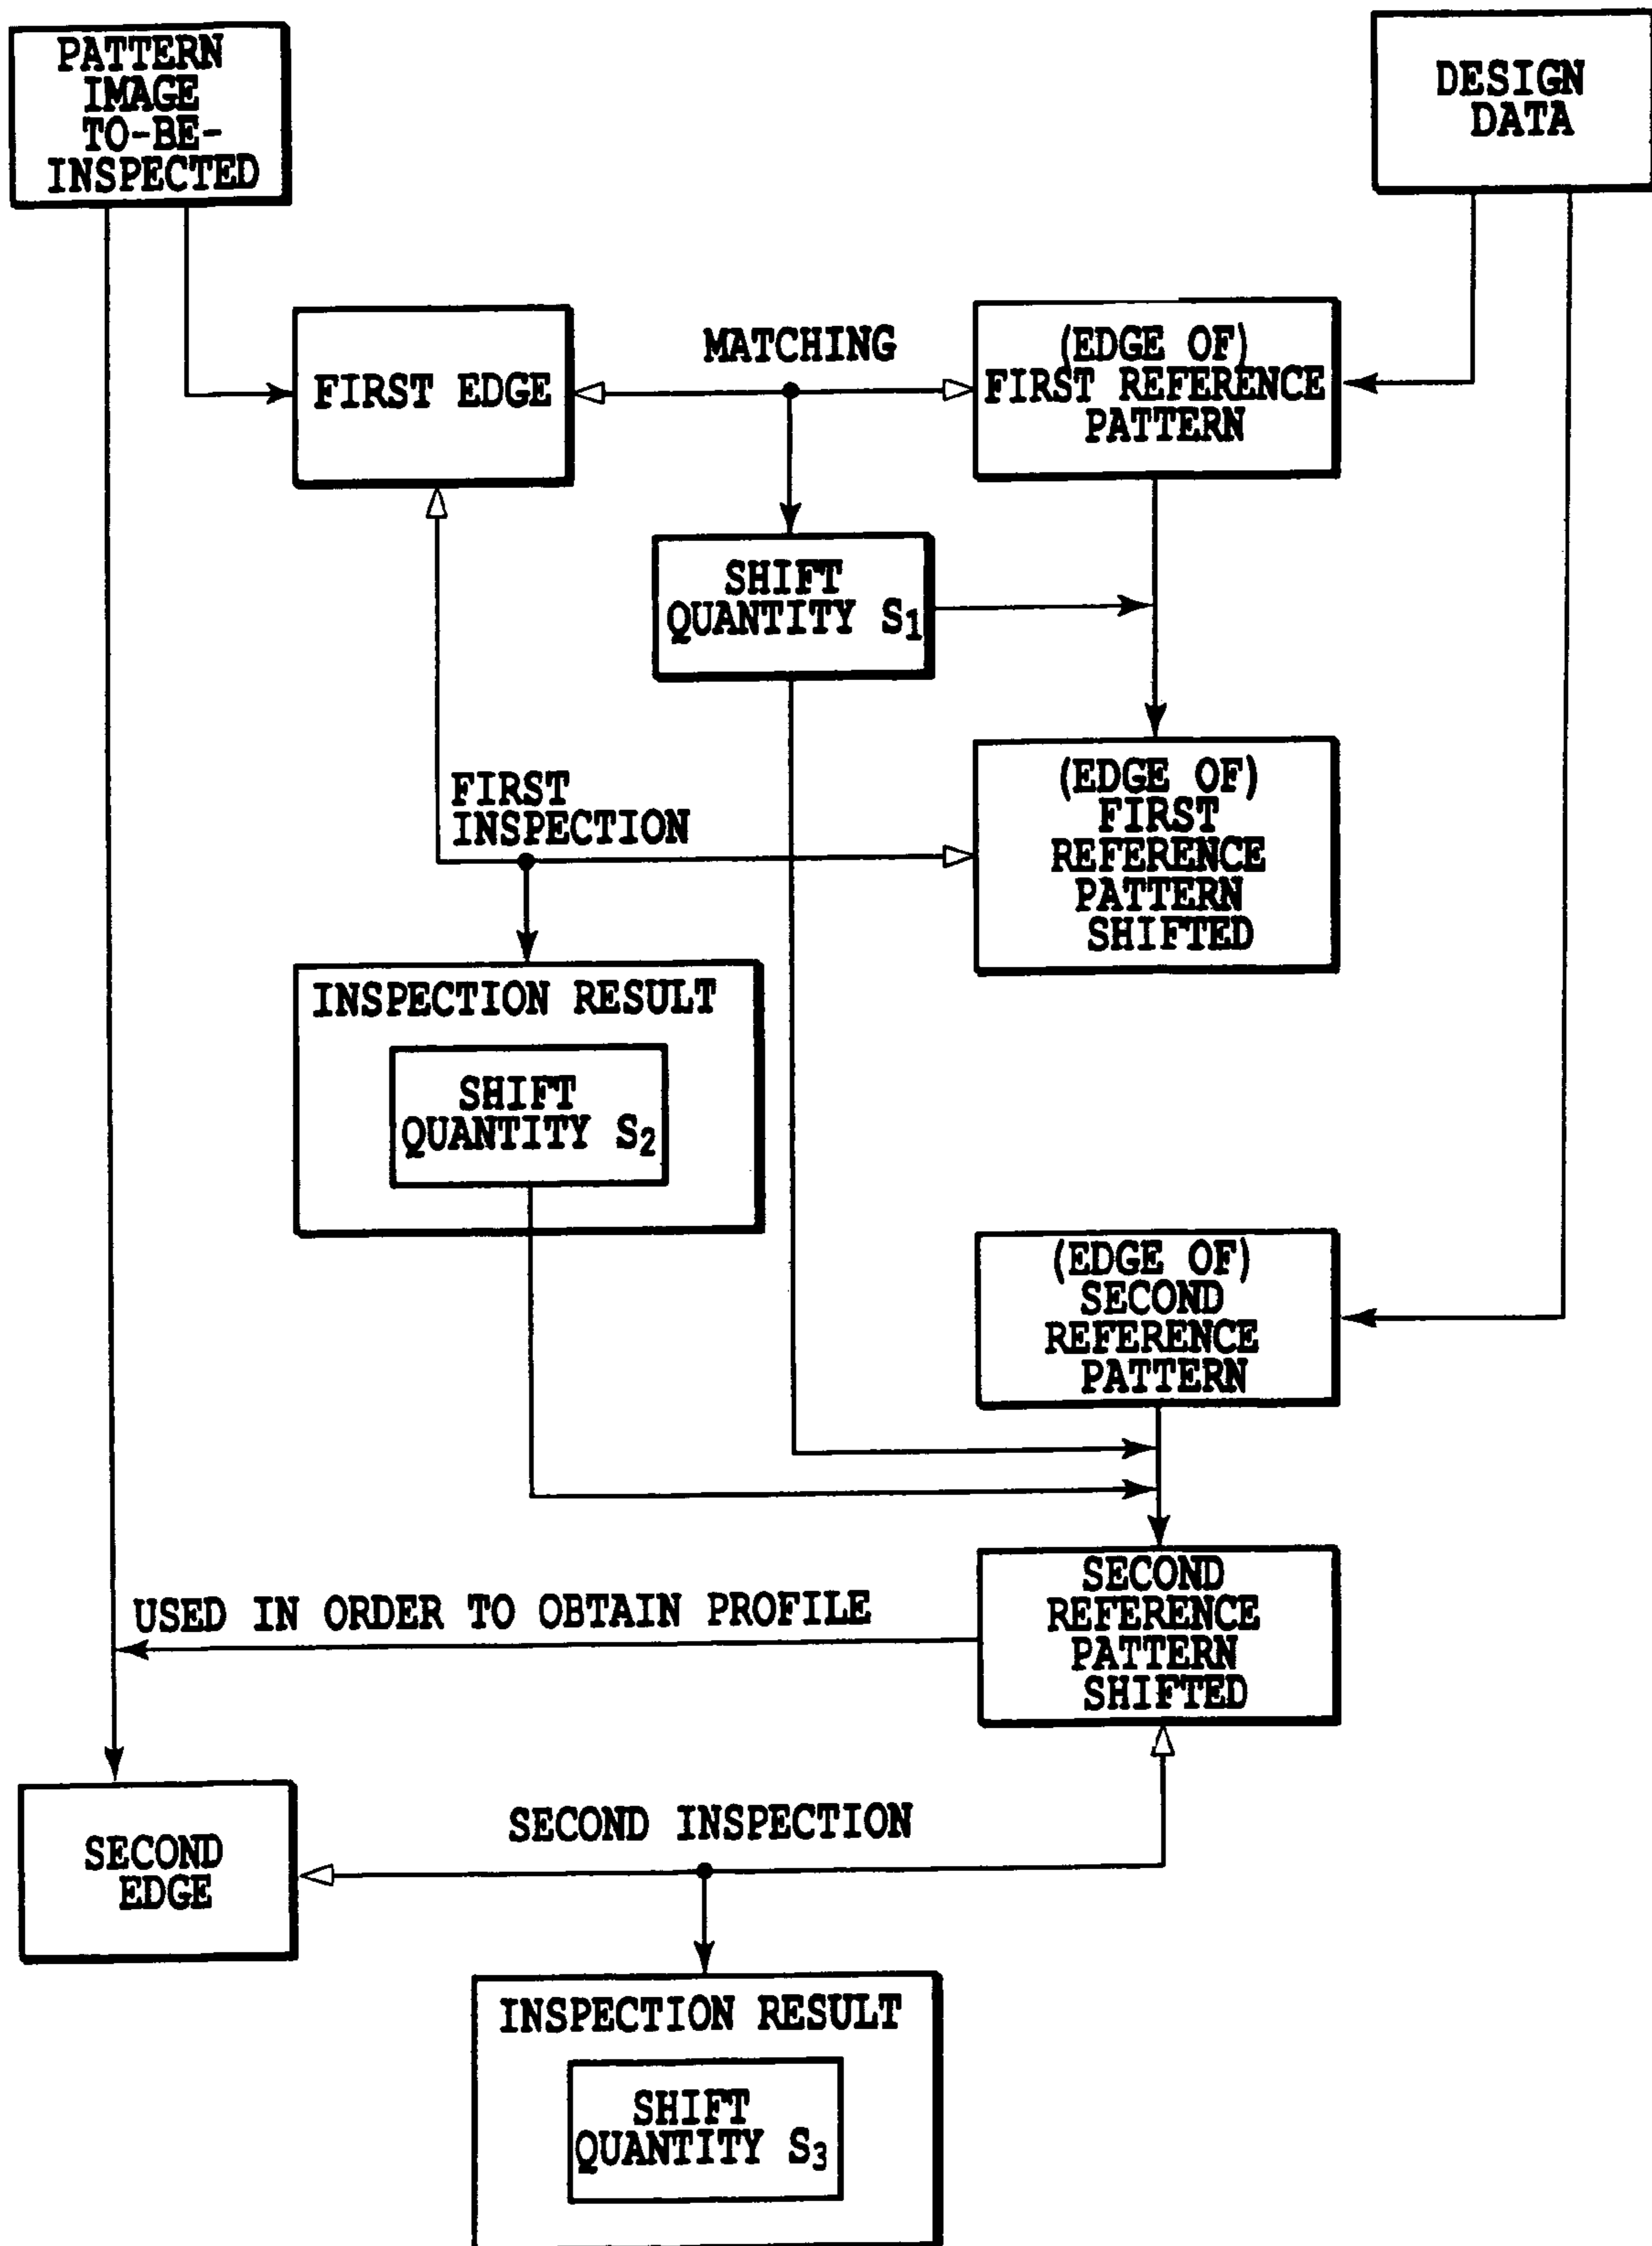 PATTERN
IMAGE
TO-BE-
INSPECTED
DESIGN
DATA
FIRST EDGE
MATCHING
(EDGE OF)
FIRST REFERENCE
PATTERN
SHIFT
QUANTITY S1
FIRST
INSPECTION
(EDGE OF)
FIRST
REFERENCE
PATTERN
SHIFTED
INSPECTION RESULT
SHIFT
QUANTITY S2
(EDGE OF)
SECOND
REFERENCE
PATTERN
USED IN ORDER TO OBTAIN PROFILE
SECOND
REFERENCE
PATTERN
SHIFTED
SECOND INSPECTION
SECOND
EDGE
INSPECTION RESULT
SHIFT
QUANTITY S3